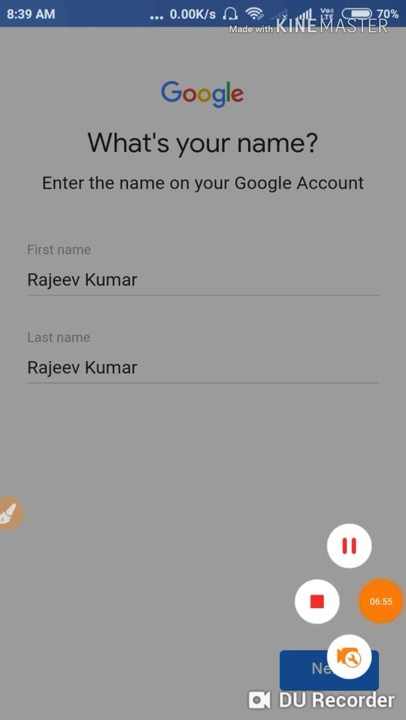 8:39 AM ... 0.00K/s 70%
Made with KINEMASTER
Google
What's your name?
Enter the name on your Google Account
First name
Rajeev Kumar
Last name
Rajeev Kumar
06:55
DU Recorder